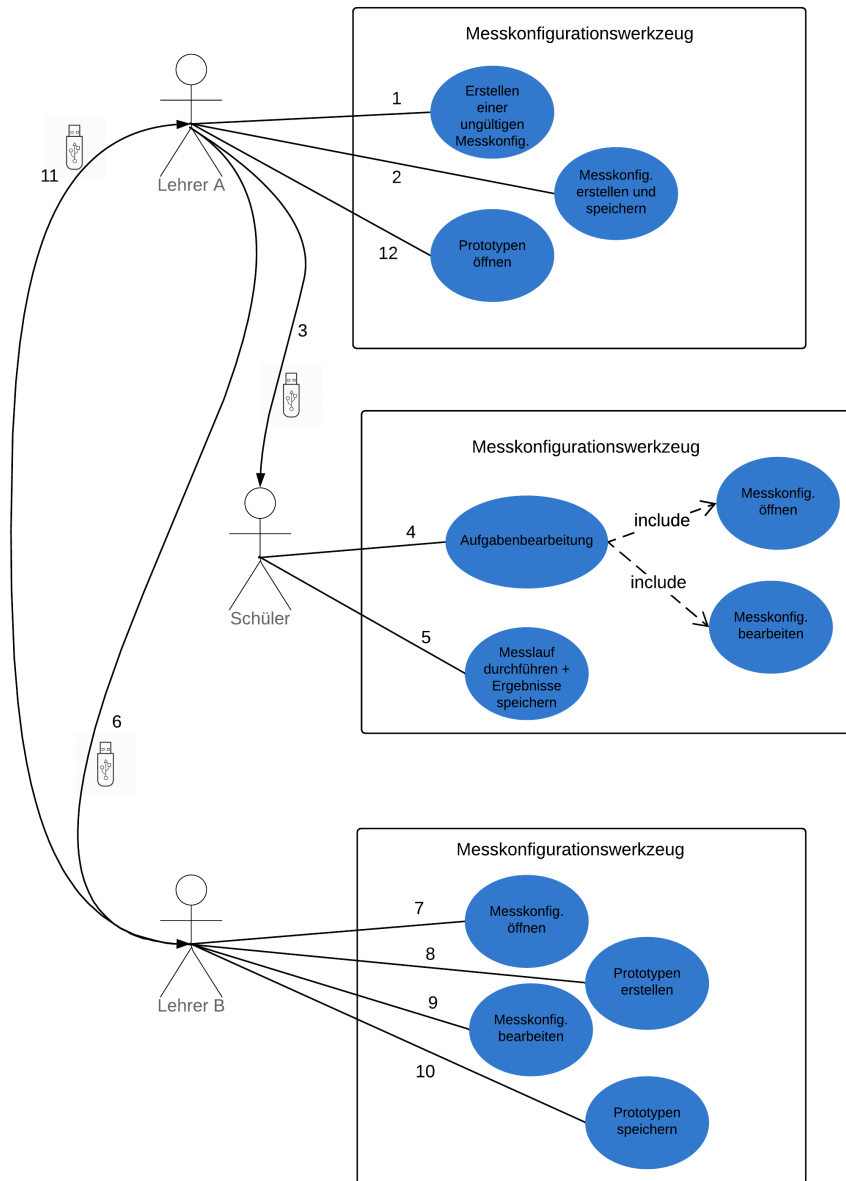 Messkonfigurationswerkzeug
1
Erstellen
einer
ungültigen
Messkonfig.
11
Lehrer A
2
Messkonfig.
erstellen und
speichern
12
Prototypen
öffnen
3
Messkonfigurationswerkzeug
4
Aufgabenbearbeitung
include
Messkonfig.
öffnen
include
Messkonfig.
bearbeiten
Schüler
5
Messlauf
durchführen +
Ergebnisse
speichern
6
Messkonfigurationswerkzeug
7
Messkonfig.
öffnen
8
Prototypen
erstellen
9
Messkonfig.
bearbeiten
Lehrer B
10
Prototypen
speichern